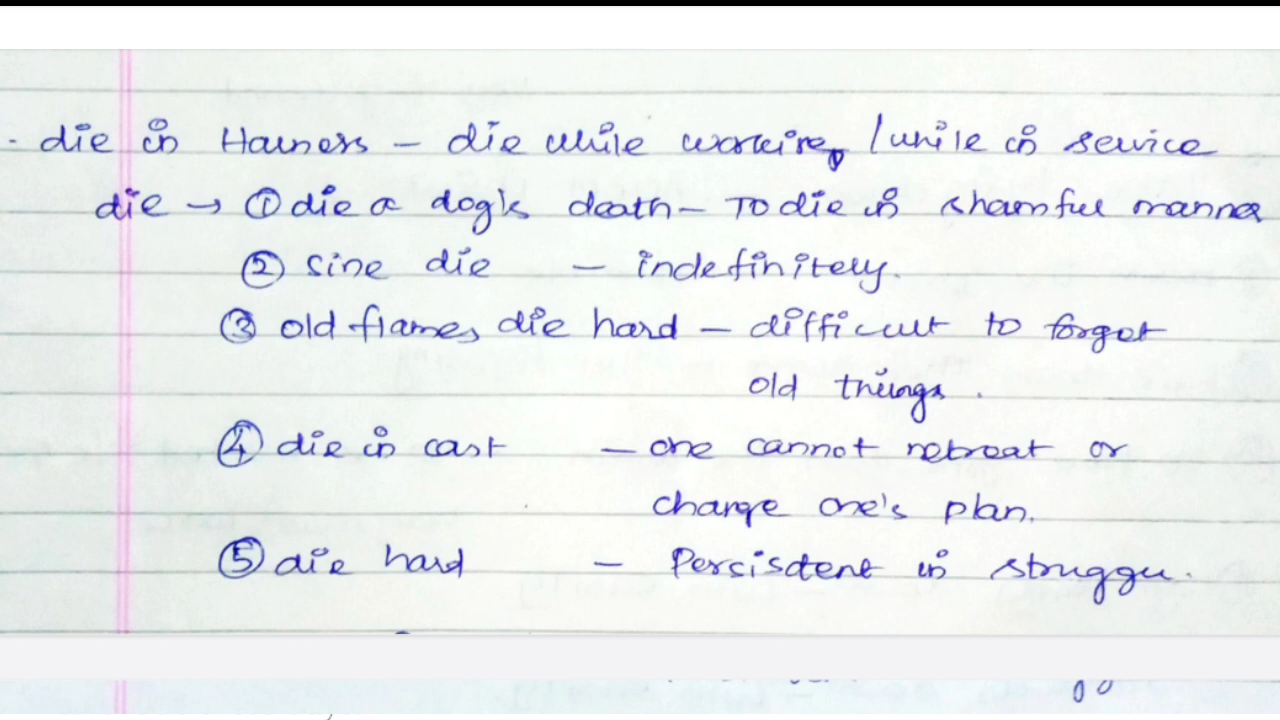 - die in Harness - die while working / while in service
die → ① die a dog's death - To die in shamful manner
② sine die - indefinitely.
③ old flames die hard - difficult to forget
old things.
④ die in cast - one cannot retreat or
change one's plan.
⑤ die hard - Persisdent in struggle.